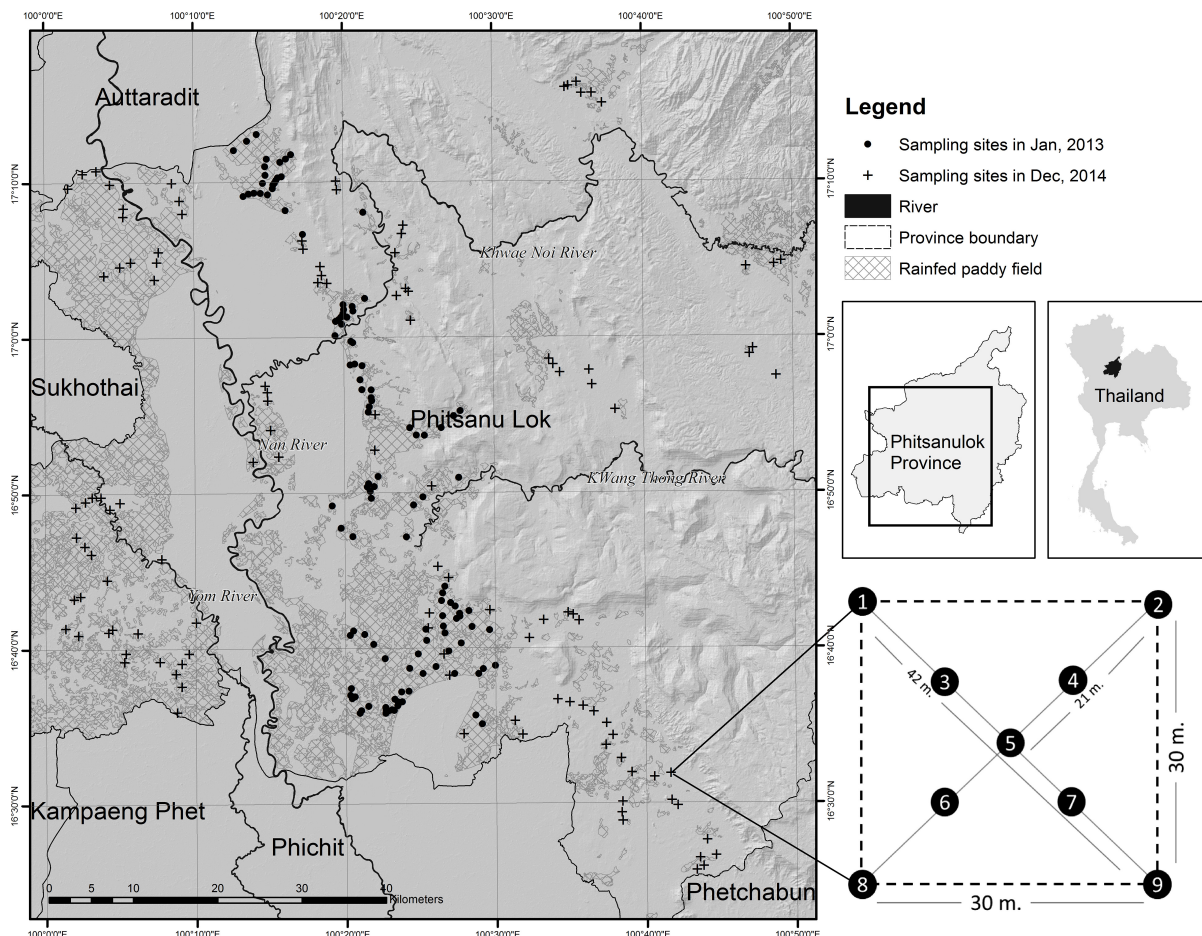 100°0'0"E 100°10'0"E 100°20'0"E 100°30'0"E 100°40'0"E 100°50'0"E
Auttaradit
17°10'0"N
17°10'0"N
Khwae Noi River
17°0'0"N
17°0'0"N
Sukhothai
Phitsanu Lok
Nan River
KWang Thong River
16°50'0"N
16°50'0"N
Yom River
16°40'0"N
16°40'0"N
16°30'0"N
16°30'0"N
Kampaeng Phet
Phichit
Phetchabun
0 5 10 20 30 40
Kilometers
100°0'0"E 100°10'0"E 100°20'0"E 100°30'0"E 100°40'0"E 100°50'0"E
Legend
Sampling sites in Jan, 2013
Sampling sites in Dec, 2014
River
Province boundary
Rainfed paddy field
Phitsanulok
Province
Thailand
1
2
3
4
42 m.
21 m.
5
30 m.
6
7
8
9
30 m.